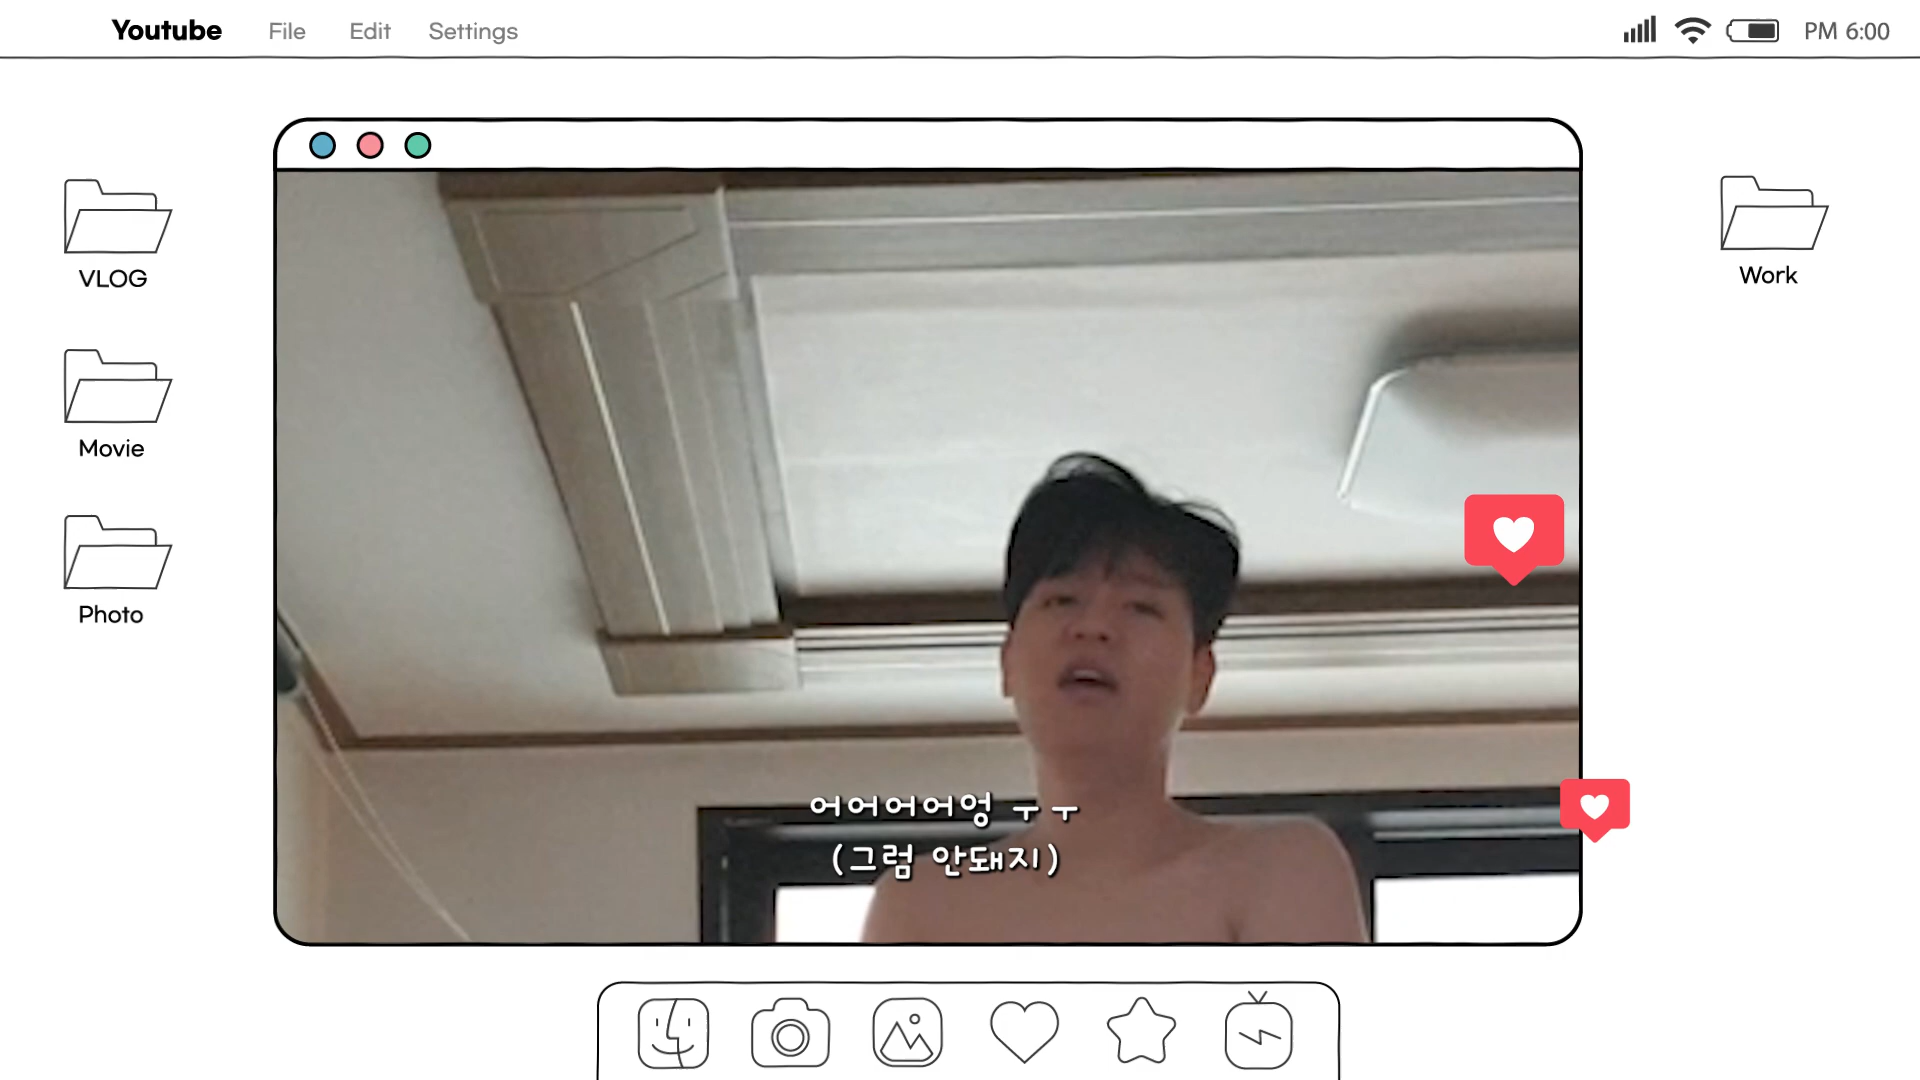 Youtube File Edit Settings PM 6:00
VLOG
Movie
Photo
Work
어어어어엉 ㅜㅜ
(그럼 안돼지)